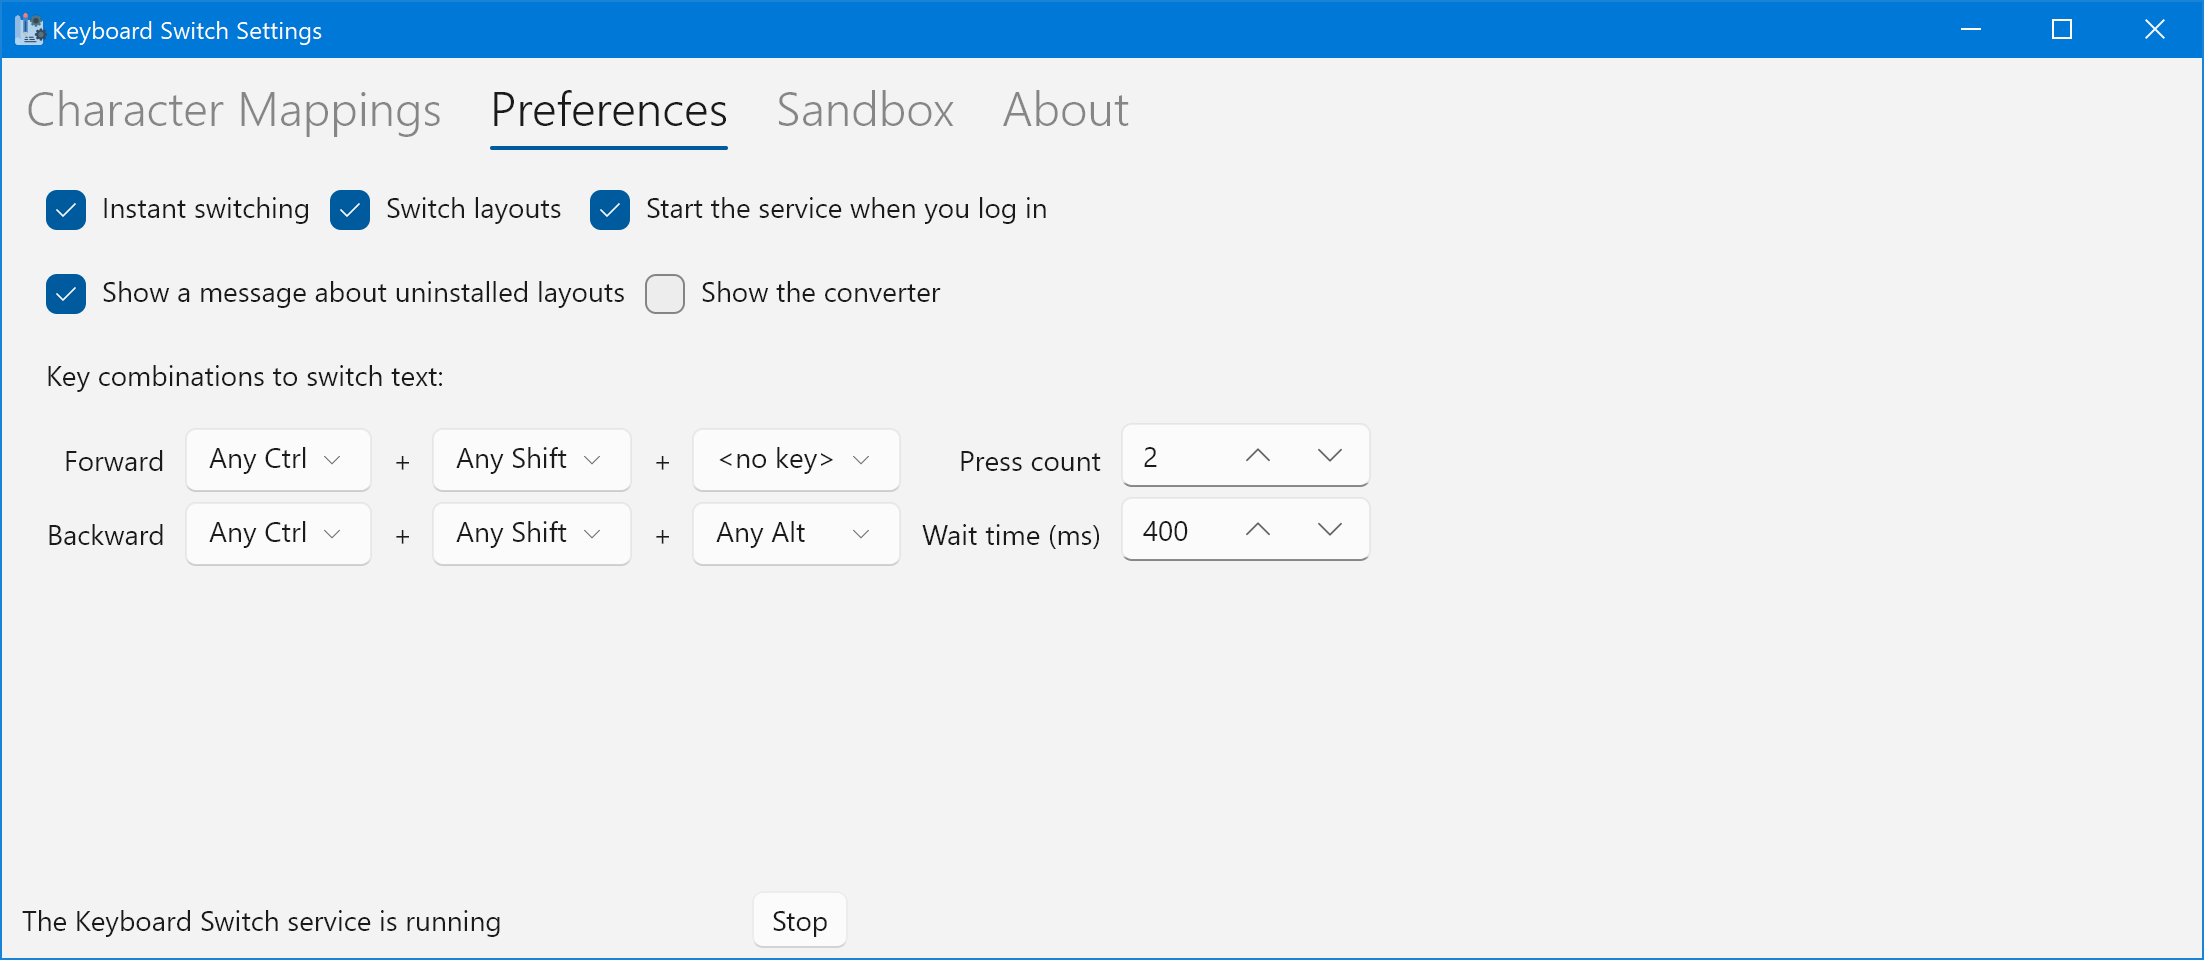 Keyboard Switch Settings
Character Mappings Preferences Sandbox About
Instant switching Switch layouts Start the service when you log in
Show a message about uninstalled layouts Show the converter
Key combinations to switch text:
Forward Any Ctrl + Any Shift + <no key> Press count 2
Backward Any Ctrl + Any Shift + Any Alt Wait time (ms) 400
The Keyboard Switch service is running Stop